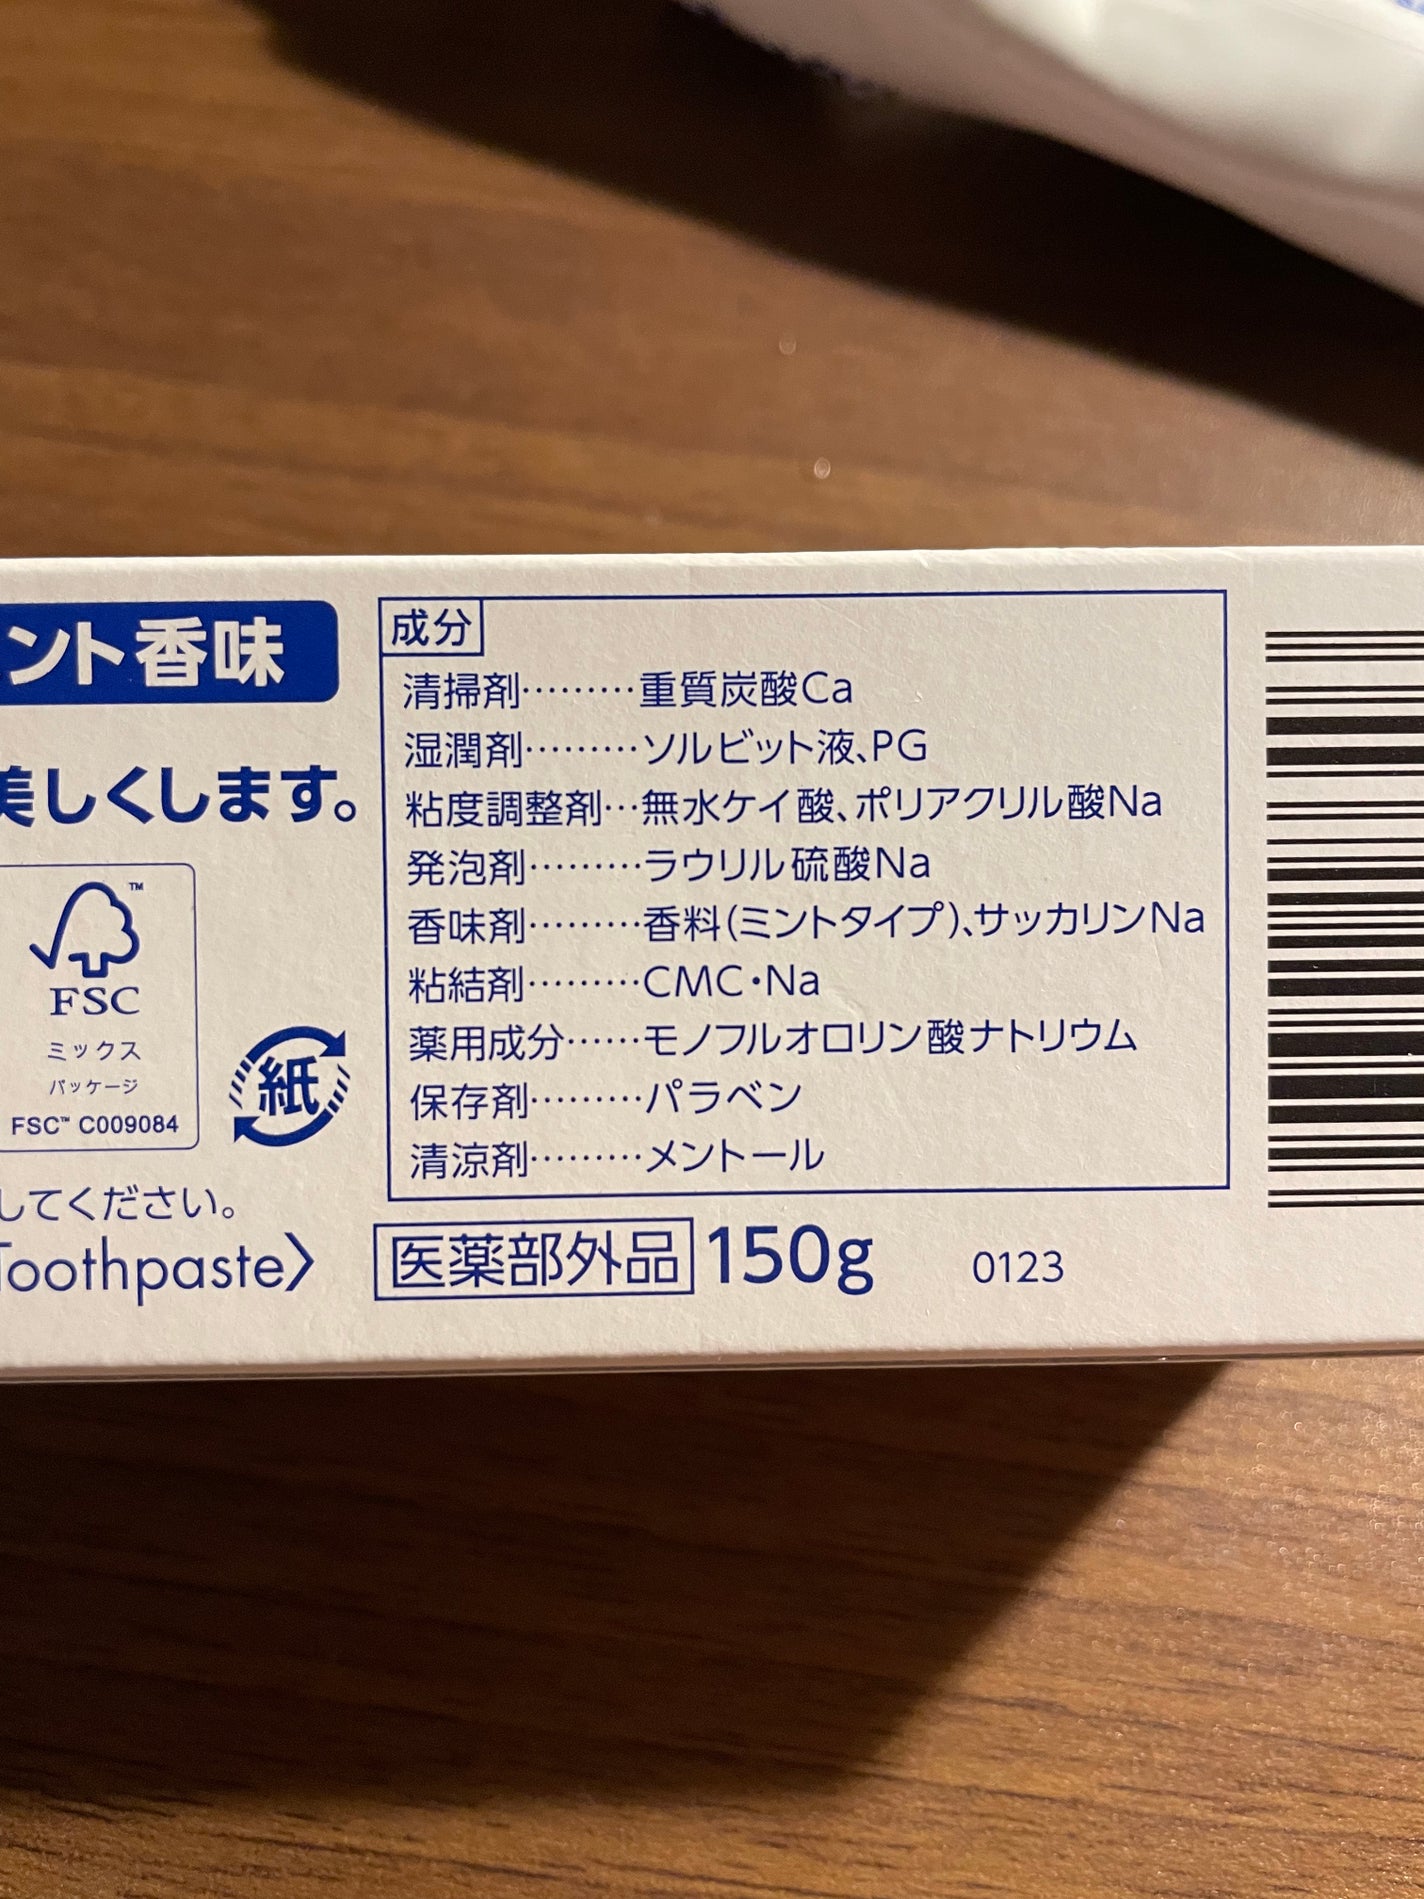 ント香味
美しくします。
TM
FSC
ミックス
パッケージ
FSC™ C009084
紙
してください。
Toothpaste〉
成分
清掃剤………重質炭酸Ca
湿潤剤………ソルビット液、PG
粘度調整剤…無水ケイ酸、ポリアクリル酸Na
発泡剤………ラウリル硫酸Na
香味剤………香料(ミントタイプ)、サッカリンNa
粘結剤………CMC・Na
薬用成分……モノフルオロリン酸ナトリウム
保存剤………パラベン
清涼剤………メントール
医薬部外品 150g 0123